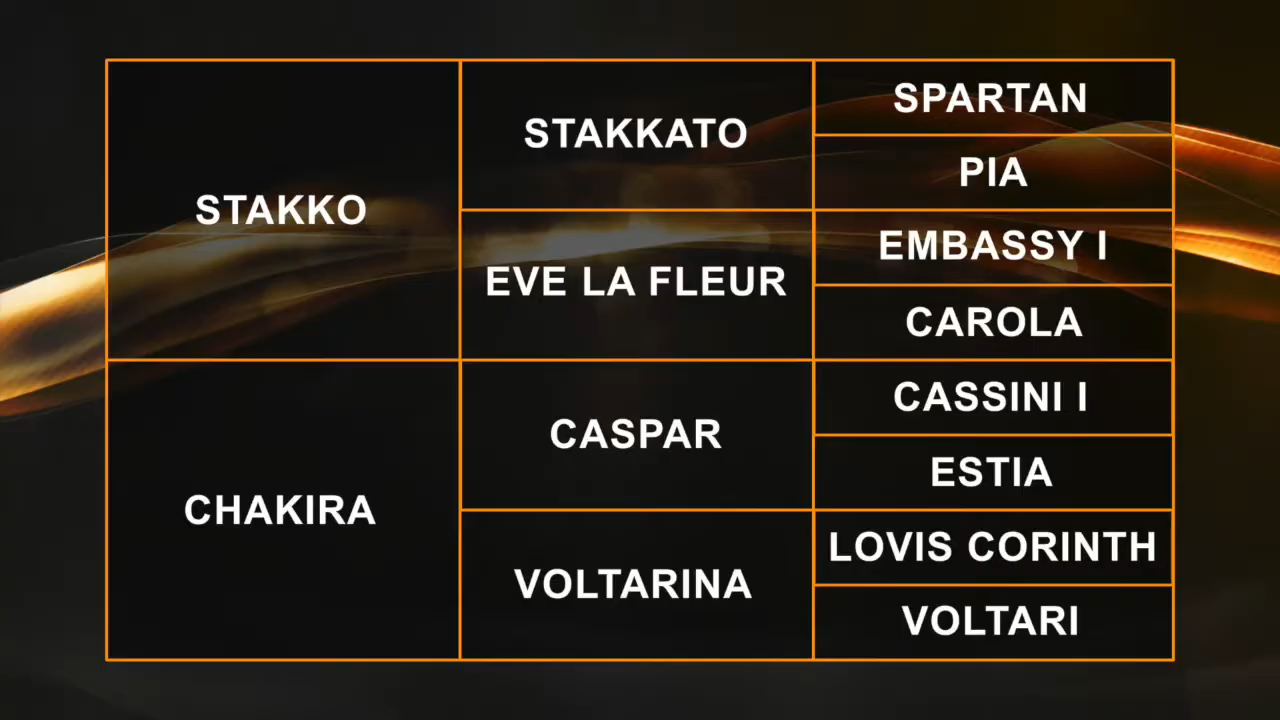 STAKKO
STAKKATO
SPARTAN
PIA
EVE LA FLEUR
EMBASSY I
CAROLA
CHAKIRA
CASPAR
CASSINI I
ESTIA
VOLTARINA
LOVIS CORINTH
VOLTARI